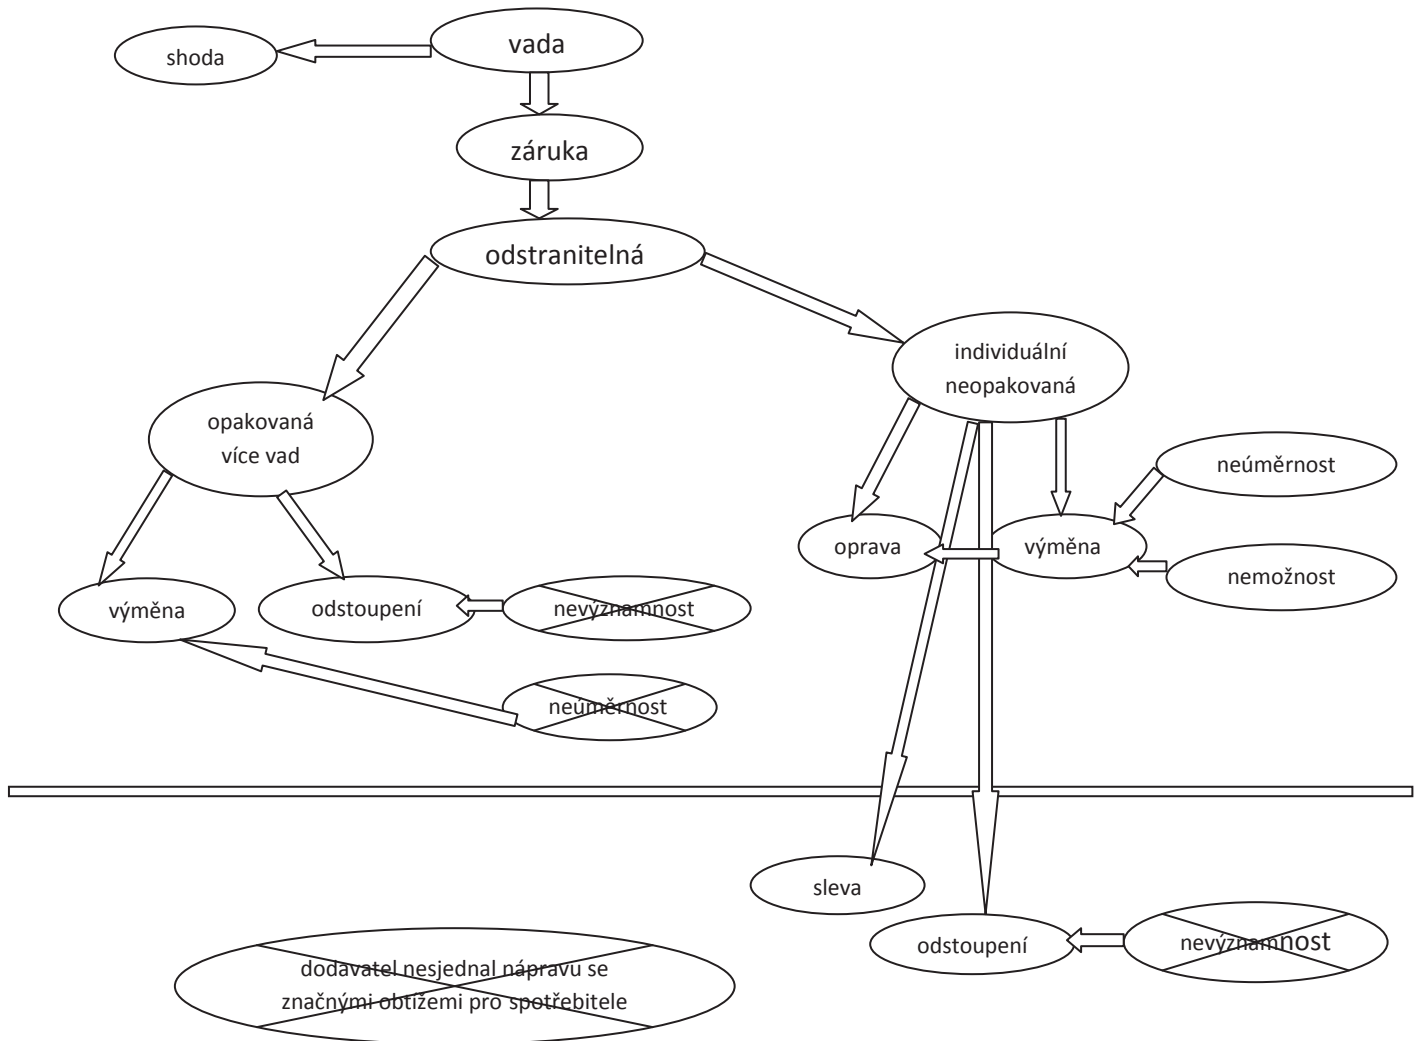 vada
shoda
záruka
odstranitelná
individuální
neopakovaná
opakovaná
více vad
neúměrnost
oprava
výměna
nemožnost
výměna
odstoupení
nevýznamnost
neúměrnost
sleva
odstoupení
nevýznamnost
dodavatel nesjednal nápravu se
značnými obtížemi pro spotřebitele